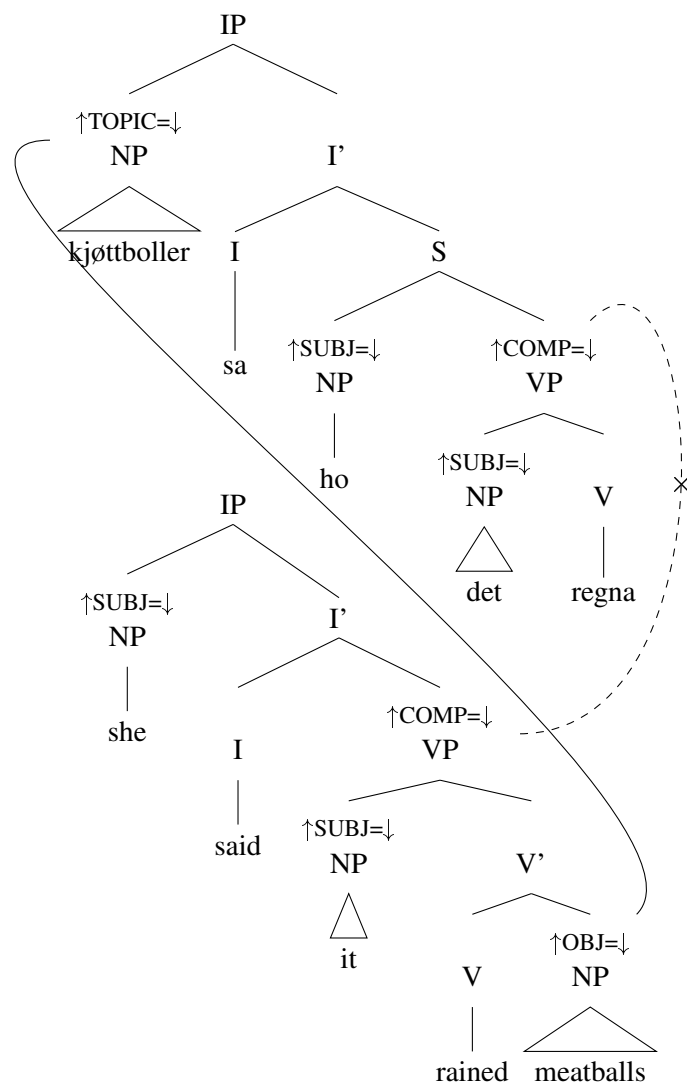 IP
↑TOPIC=↓
NP I'
kjøttboller I S
↑SUBJ=↓ ↑COMP=↓
sa NP VP
↑SUBJ=↓
ho NP V
det regna
IP
↑SUBJ=↓
NP I'
she ↑COMP=↓
I VP
said ↑SUBJ=↓
NP V'
it ↑OBJ=↓
V NP
rained meatballs